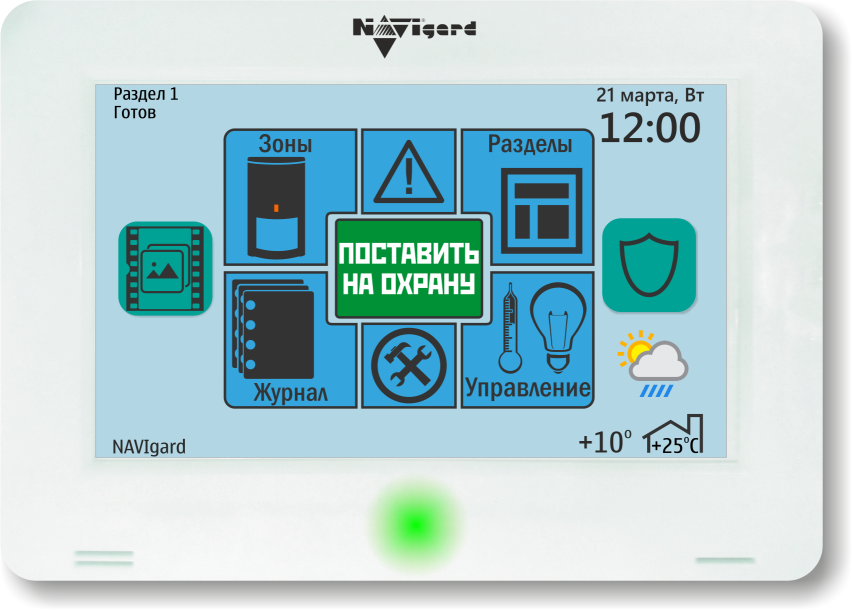 NAVIgard
Раздел 1
Готов
21 марта, Вт
12:00
Зоны
Разделы
ПОСТАВИТЬ
НА ОХРАНУ
Журнал
Управление
NAVIgard
+10°
+25°C